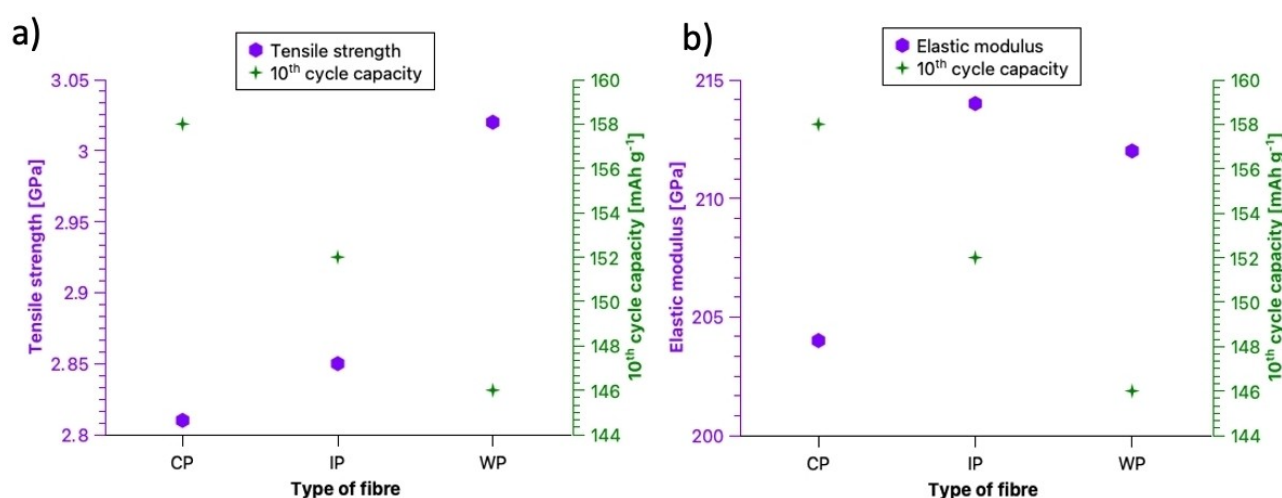 a)
Tensile strength
10th cycle capacity
3.05
3
2.95
2.9
2.85
2.8
Tensile strength [GPa]
160
158
156
154
152
150
148
146
144
10th cycle capacity [mAh g-1]
CP IP WP
Type of fibre
b)
Elastic modulus
10th cycle capacity
215
210
205
200
Elastic modulus [GPa]
160
158
156
154
152
150
148
146
144
10th cycle capacity [mAh g-1]
CP IP WP
Type of fibre